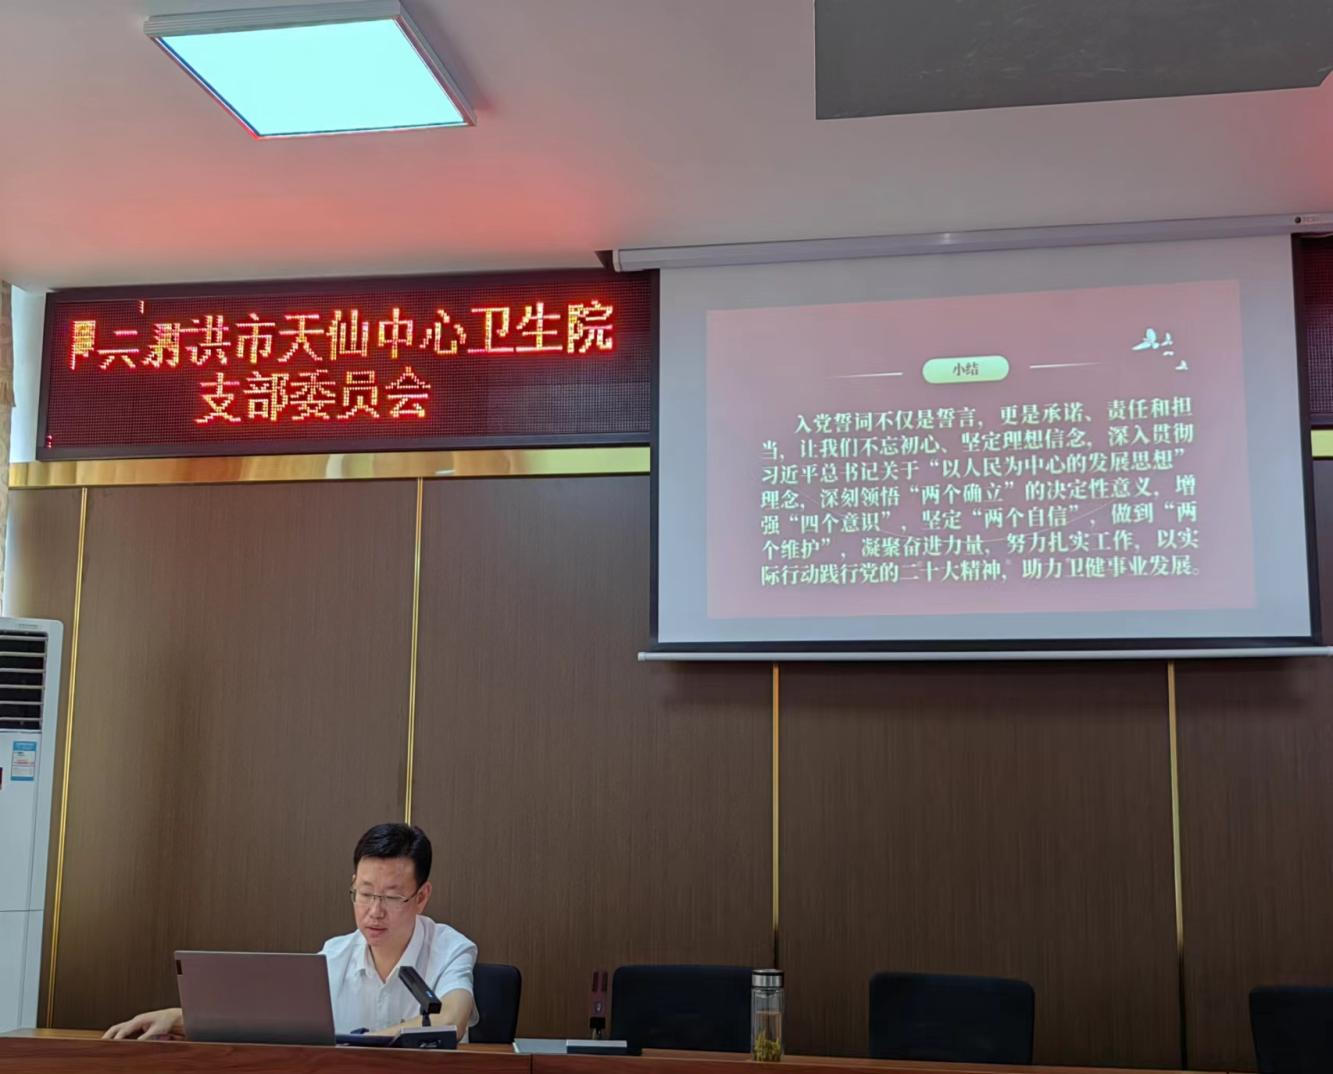 洪市天仙中心卫生院
支部委员会
小结
入党誓词不仅是誓言，更是承诺、责任和担
当，让我们不忘初心、坚定理想信念，深入贯彻
习近平总书记关于“以人民为中心的发展思想”
理念，深刻领悟“两个确立”的决定性意义，增
强“四个意识”，坚定“两个自信”，做到“两
个维护”，凝聚奋进力量，努力扎实工作，以实
际行动践行党的二十大精神，助力卫健事业发展。